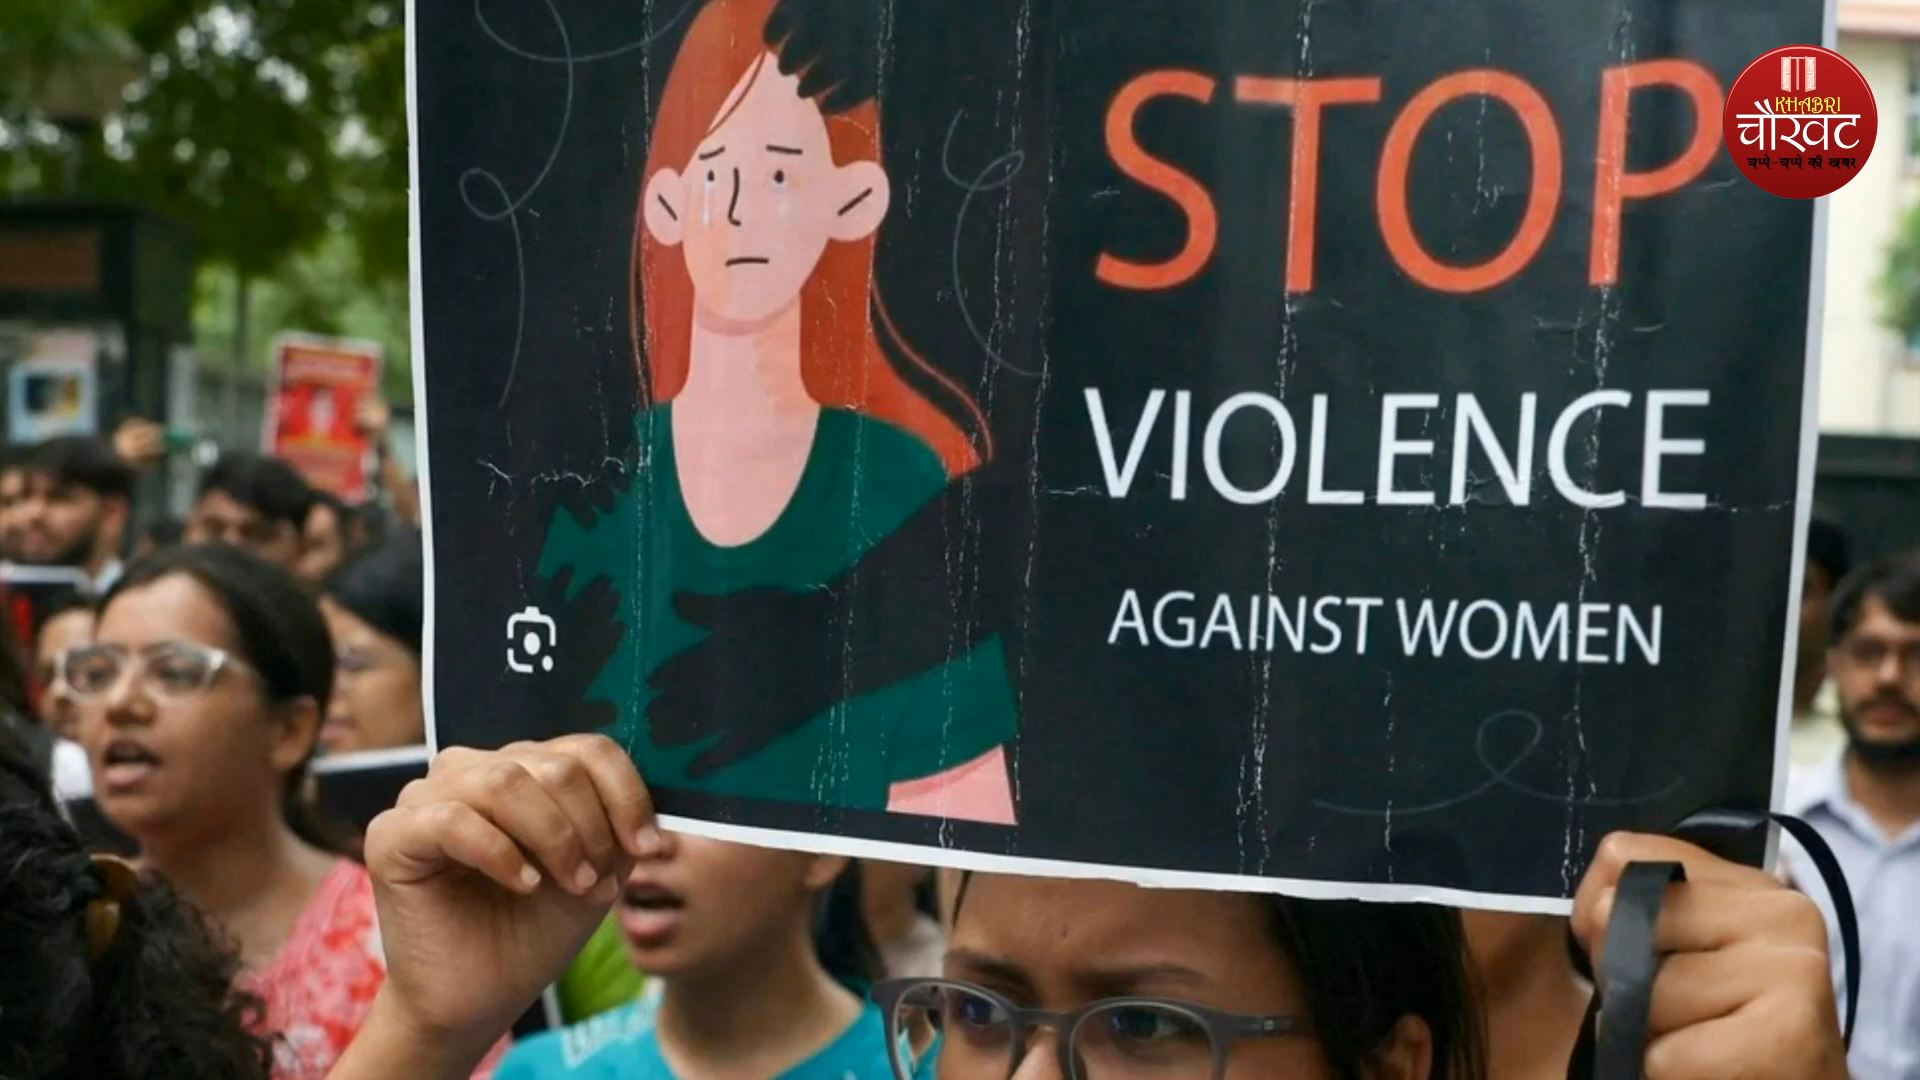 STOP
VIOLENCE
AGAINST WOMEN
KHABRI
चौखट
चप्पे-चप्पे की खबर